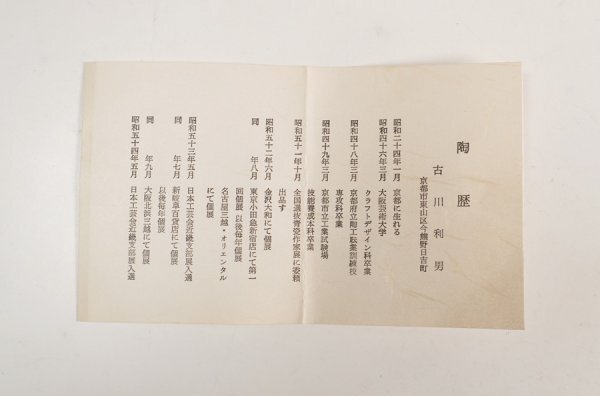 陶歴
古川利男
京都市東山区今熊野日吉町
昭和二十四年一月 京都に生れる
昭和四十六年三月 大阪芸術大学
クラフトデザイン科卒業
昭和四十八年三月 京都府立陶工職業訓練校
専攻科卒業
昭和四十九年三月 京都市立工業試験場
技能養成本科卒業
昭和五十一年十月 全国選抜青瓷作家展に委頼
出品す
昭和五十二年六月 金沢大和にて個展
同 年八月 東京小田急新宿店にて第一
回個展、以後毎年個展
名古屋三越・オリエンタル
にて個展
昭和五十三年五月 日本工芸会近畿支部展入選
同 年七月 新岐阜百貨店にて個展
以後毎年個展
同 年九月 大阪北浜三越にて個展
昭和五十四年五月 日本工芸会近畿支部展入選